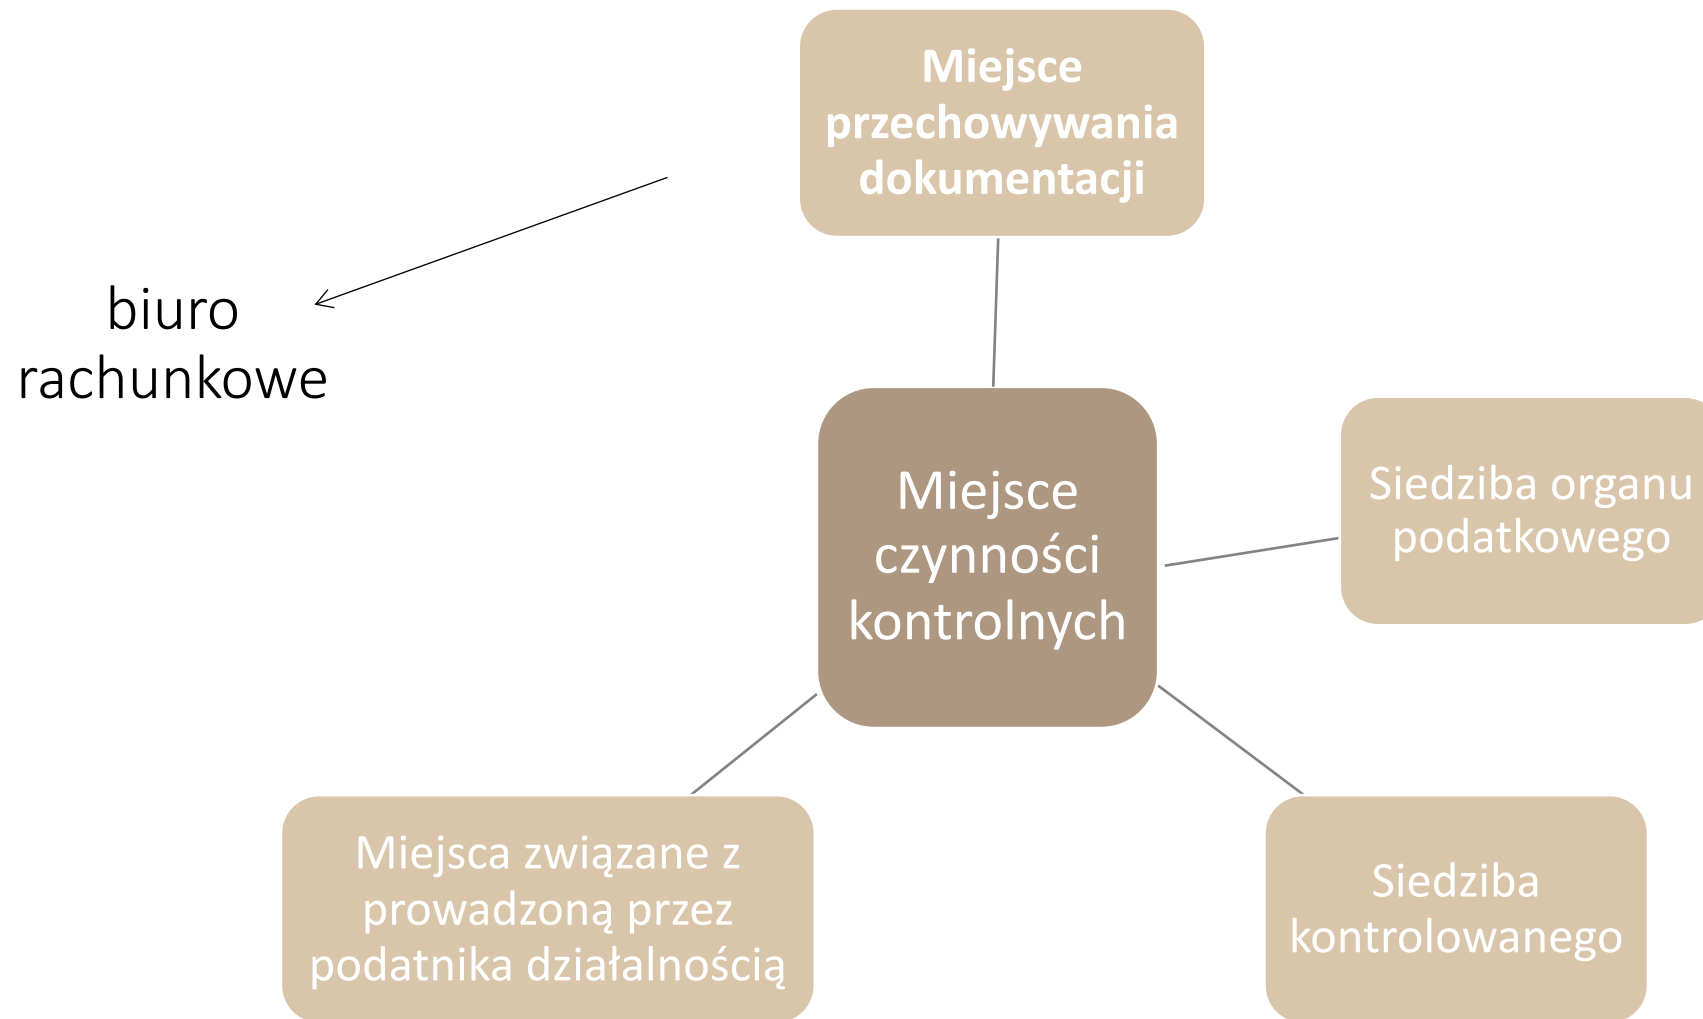 Miejsce
przechowywania
dokumentacji
biuro
rachunkowe
Miejsce
czynności
kontrolnych
Siedziba organu
podatkowego
Miejsca związane z
prowadzoną przez
podatnika działalnością
Siedziba
kontrolowanego